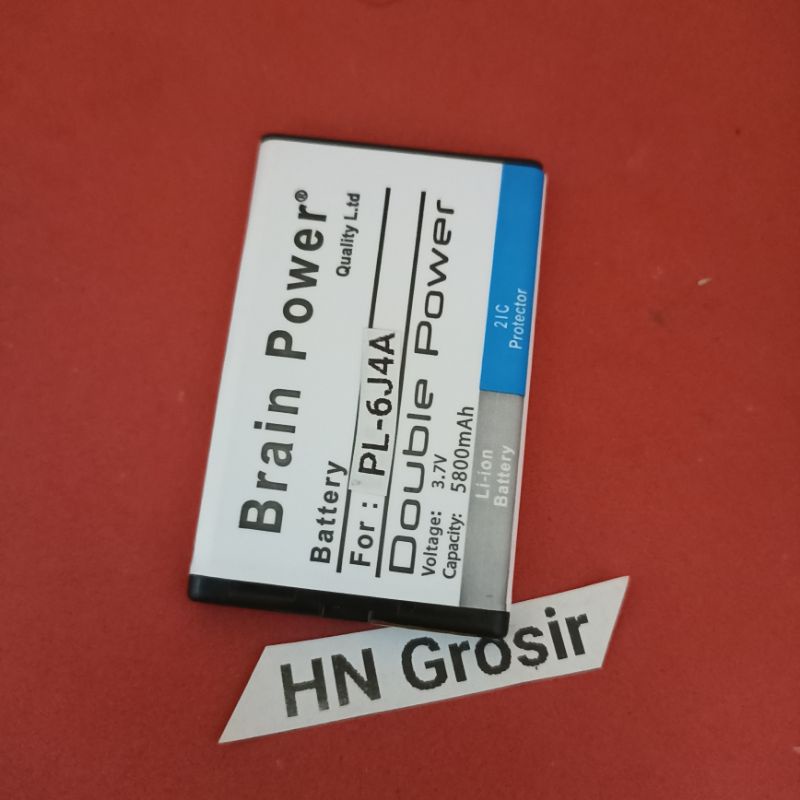 Brain Power®
Quality L.td
Battery
For : PL-6J4A
Double Power
Voltage: 3.7V
Capacity: 5800mAh
2IC
Protector
Li-ion
Battery
HN Grosir